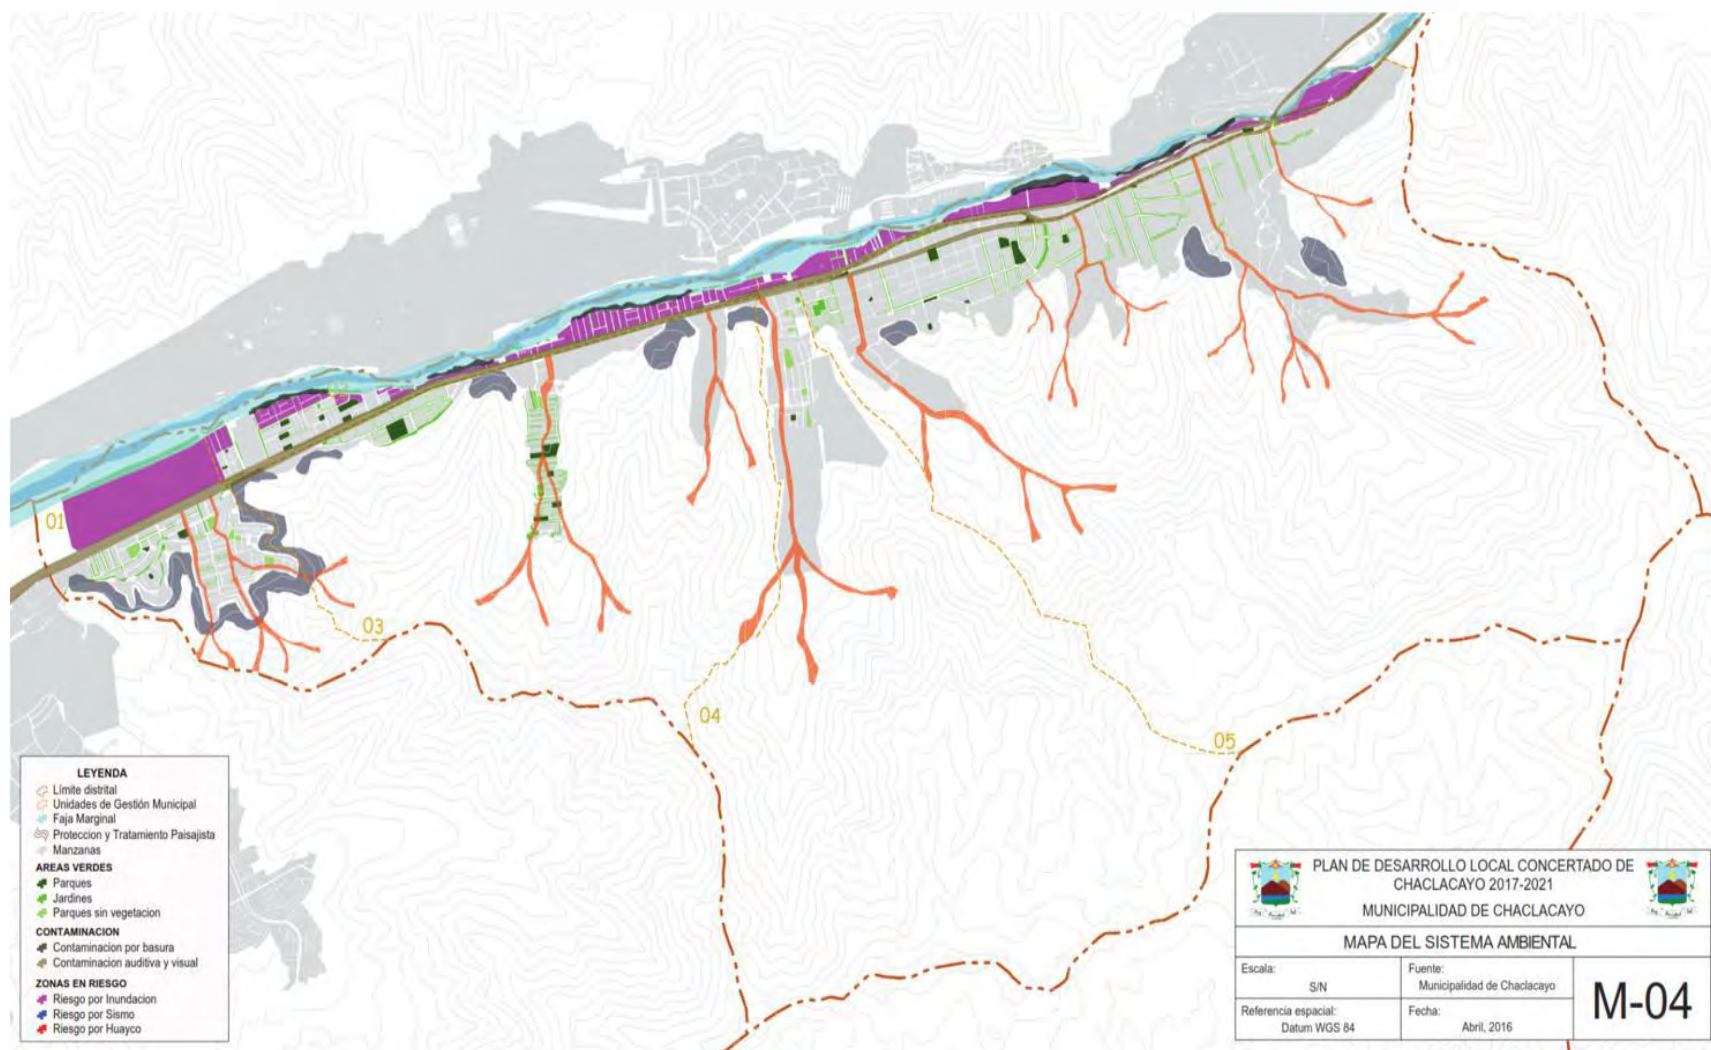 01
03
04
05
LEYENDA
Límite distrital
Unidades de Gestión Municipal
Faja Marginal
Proteccion y Tratamiento Paisajista
Manzanas
AREAS VERDES
Parques
Jardines
Parques sin vegetacion
CONTAMINACION
Contaminacion por basura
Contaminacion auditiva y visual
ZONAS EN RIESGO
Riesgo por Inundacion
Riesgo por Sismo
Riesgo por Huayco
PLAN DE DESARROLLO LOCAL CONCERTADO DE
CHACLACAYO 2017-2021
MUNICIPALIDAD DE CHACLACAYO
MAPA DEL SISTEMA AMBIENTAL
Escala:
S/N
Fuente:
Municipalidad de Chaclacayo
Referencia espacial:
Datum WGS 84
Fecha:
Abril, 2016
M-04